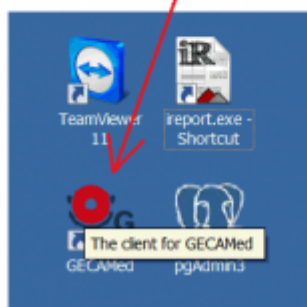 iR
TeamViewer
11
ireport.exe -
Shortcut
G
The client for GECAMed
GECAMed
pgAdmin3